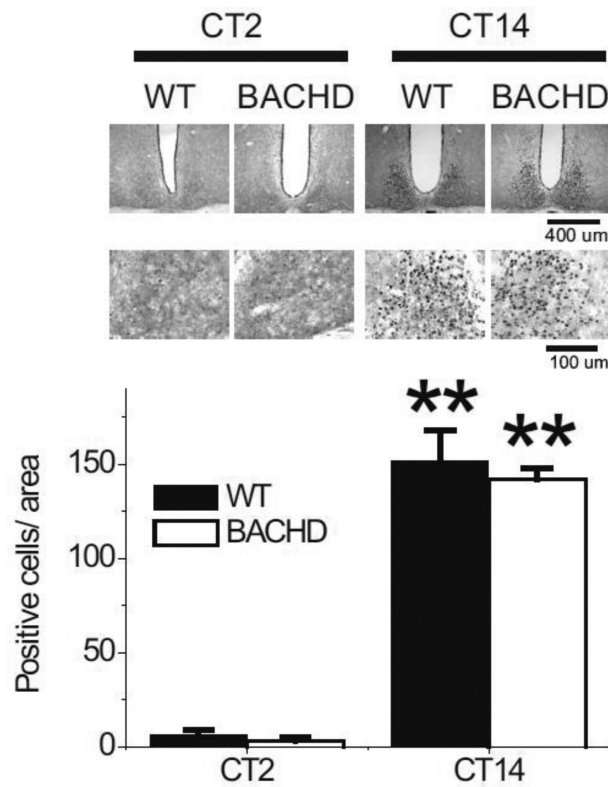 CT2 CT14
WT BACHD WT BACHD
400 um
100 um
** **
150
WT
BACHD
100
50
0
Positive cells/ area
CT2 CT14